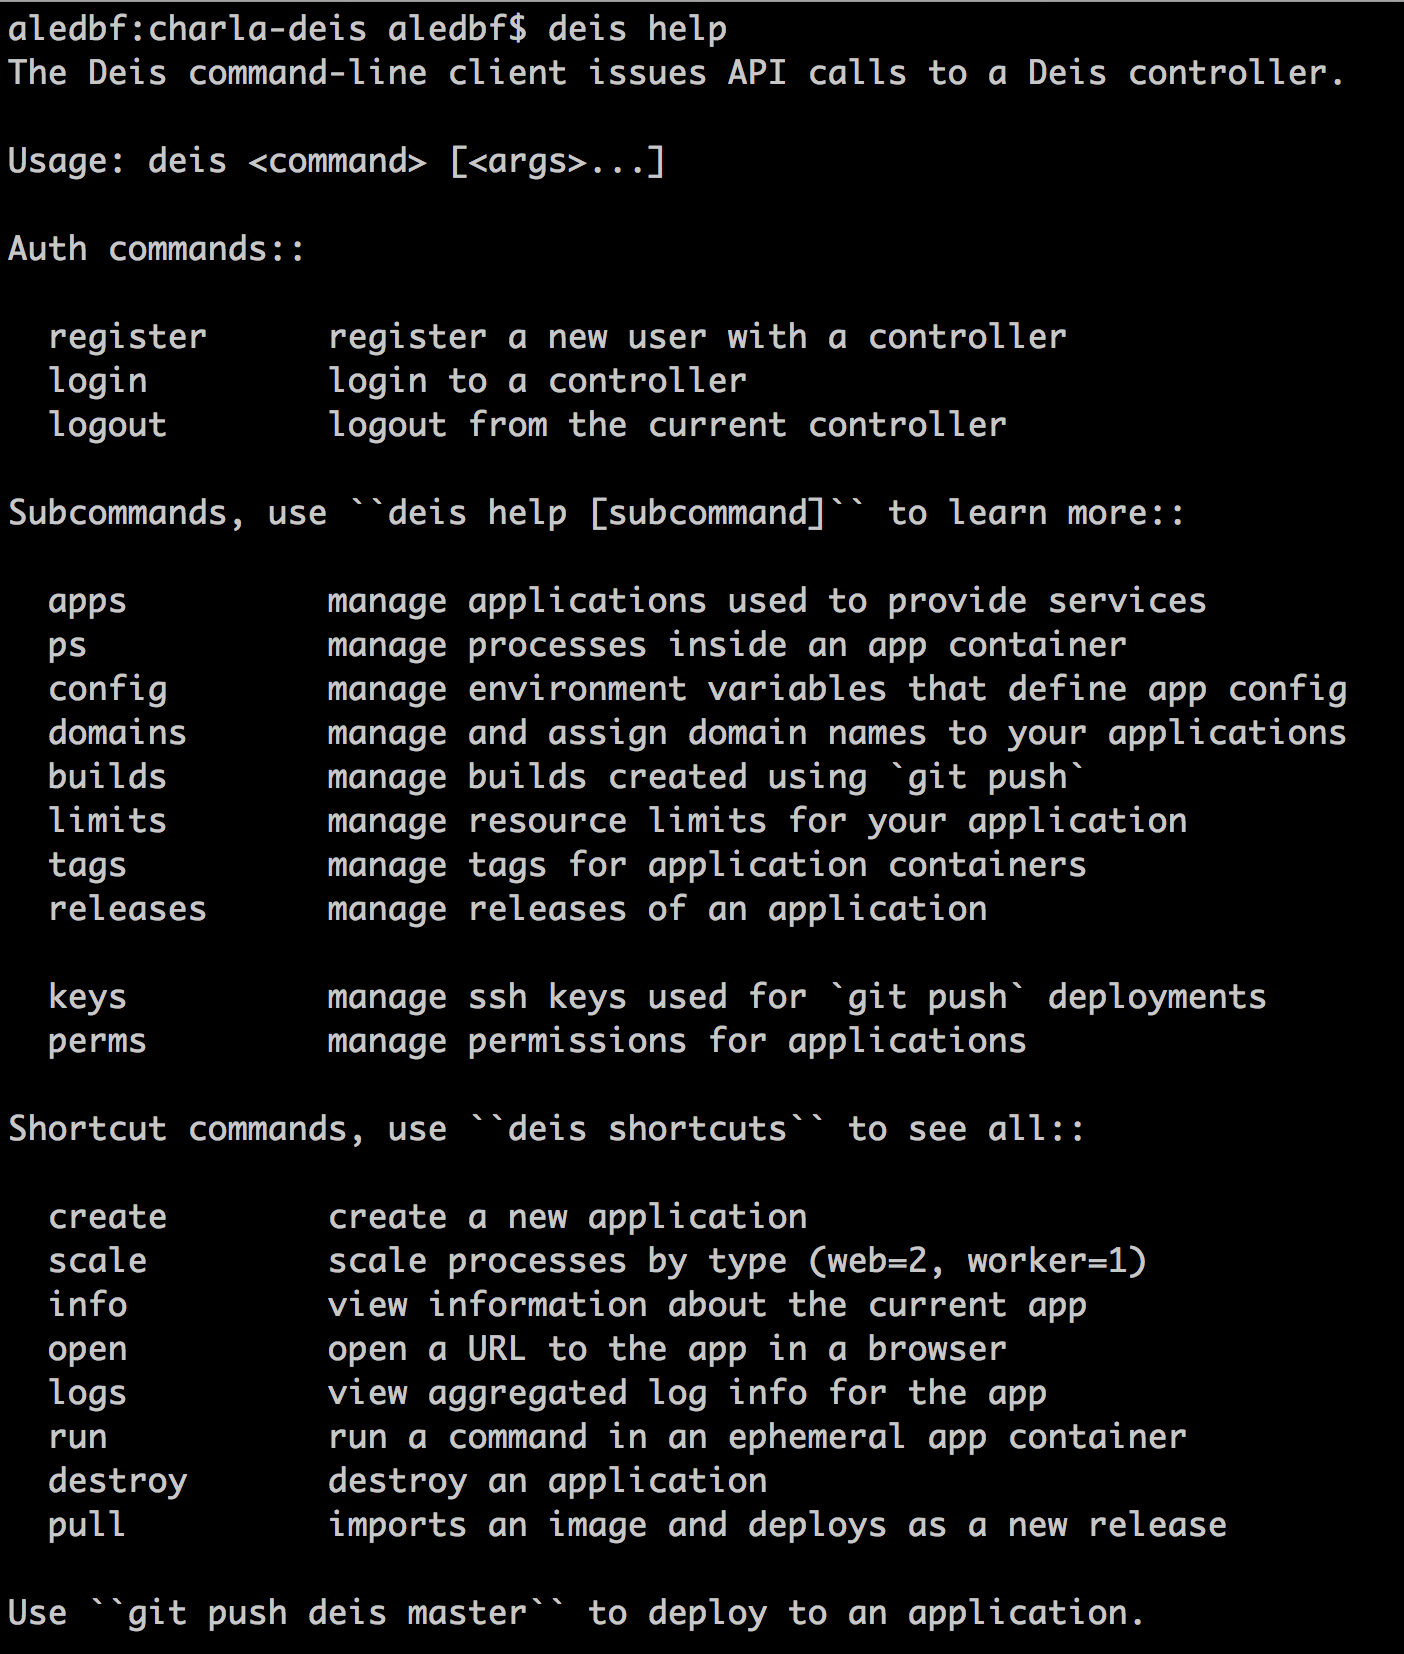 aledbf:charla-deis aledbf$ deis help
The Deis command-line client issues API calls to a Deis controller.
Usage: deis <command> [<args>...]
Auth commands::
register      register a new user with a controller
login         login to a controller
logout        logout from the current controller
Subcommands, use ``deis help [subcommand]`` to learn more::
apps          manage applications used to provide services
ps            manage processes inside an app container
config        manage environment variables that define app config
domains       manage and assign domain names to your applications
builds        manage builds created using `git push`
limits        manage resource limits for your application
tags          manage tags for application containers
releases      manage releases of an application
keys          manage ssh keys used for `git push` deployments
perms         manage permissions for applications
Shortcut commands, use ``deis shortcuts`` to see all::
create        create a new application
scale         scale processes by type (web=2, worker=1)
info          view information about the current app
open          open a URL to the app in a browser
logs          view aggregated log info for the app
run           run a command in an ephemeral app container
destroy       destroy an application
pull          imports an image and deploys as a new release
Use ``git push deis master`` to deploy to an application.